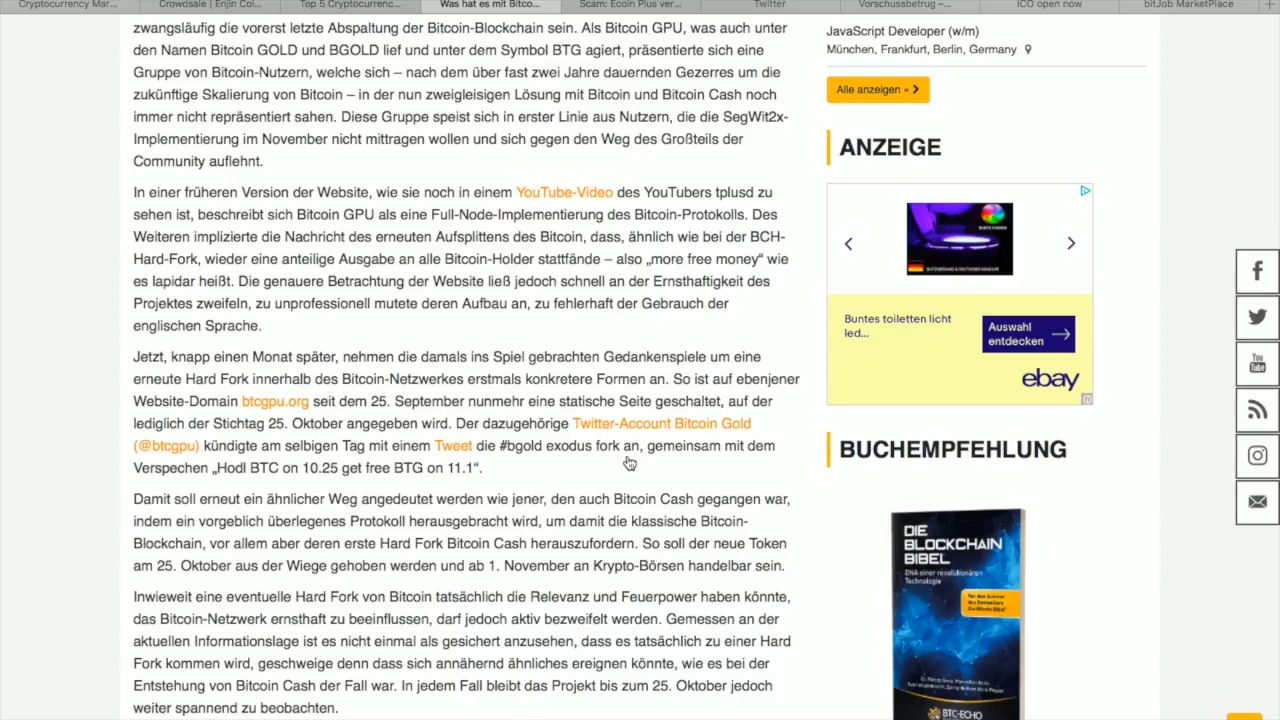 Cryptocurrency Mar...
Crowdsale | Enjin Coi...
Top 5 Cryptocurrenc...
Was hat es mit Bitco...
Scam: Ecoin Plus ver...
Twitter
Vorschussbetrug –...
ICO open now
bitJob MarketPlace
zwangsläufig die vorerst letzte Abspaltung der Bitcoin-Blockchain sein. Als Bitcoin GPU, was auch unter
den Namen Bitcoin GOLD und BGOLD lief und unter dem Symbol BTG agiert, präsentierte sich eine
Gruppe von Bitcoin-Nutzern, welche sich – nach dem über fast zwei Jahre dauernden Gezerres um die
zukünftige Skalierung von Bitcoin – in der nun zweigleisigen Lösung mit Bitcoin und Bitcoin Cash noch
immer nicht repräsentiert sahen. Diese Gruppe speist sich in erster Linie aus Nutzern, die die SegWit2x-
Implementierung im November nicht mittragen wollen und sich gegen den Weg des Großteils der
Community auflehnt.
In einer früheren Version der Website, wie sie noch in einem YouTube-Video des YouTubers tplusd zu
sehen ist, beschreibt sich Bitcoin GPU als eine Full-Node-Implementierung des Bitcoin-Protokolls. Des
Weiteren impliziere das Gericht des erneuten Aufsplittens des Bitcoin, dass, ähnlich wie bei der BCH-
Hard-Fork, wieder eine anteilige Ausgabe an alle Bitcoin-Holder stattfände – also „more free money“ wie
es lapidar hieß. Eine genaue Betrachtung der Website ließ jedoch schnell an der Ernsthaftigkeit des
Projektes zweifeln, zu unprofessionell mutete deren Aufbau an, zu fehlerhaft der Gebrauch der
englischen Sprache.
Jetzt, knapp einen Monat später, nehmen die damals ins Spiel gebrachten Gedankenspiele um eine
erneute Hard Fork innerhalb des Bitcoin-Netzwerkes erstmals konkretere Formen an. So ist auf ebenjener
Website-Domain btcgpu.org seit dem 25. September nunmehr eine statische Seite geschaltet, auf der
lediglich der Stichtag 25. Oktober angegeben wird. Der dazugehörige Twitter-Account Bitcoin Gold
(@btcgpu) kündigte am selbigen Tag mit einem Tweet die #bgold exodus fork an, gemeinsam mit dem
Verspechen „Hodl BTC on 10.25 get free BTG on 11.1“.
Damit soll erneut ein ähnlicher Weg angedeutet werden wie jener, den auch Bitcoin Cash gegangen war,
indem ein vorgeblich überlegenes Protokoll herausgebracht wird, um damit die klassische Bitcoin-
Blockchain, vor allem aber deren erste Hard Fork Bitcoin Cash herauszufordern. So soll der neue Token
am 25. Oktober aus der Wiege gehoben werden und ab 1. November an Krypto-Börsen handelbar sein.
Inwieweit die eventuelle Hard Fork von Bitcoin tatsächlich die Relevanz und Feuerpower haben könnte,
das Bitcoin-Netzwerk ernsthaft zu beeinflussen, darf jedoch aktuell bezweifelt werden. Gemessen an der
aktuellen Informationslage ist es nicht einmal als gesichert anzusehen, dass es tatsächlich zu einer Hard
Fork kommen wird, geschweige denn dass sich annähernd ähnliches ereignen könnte, wie es bei der
Entstehung von Bitcoin Cash der Fall war. In jedem Fall bleibt das Projekt bis zum 25. Oktober jedoch
weiter spannend zu beobachten.
JavaScript Developer (w/m)
München, Frankfurt, Berlin, Germany
Alle anzeigen »
ANZEIGE
Buntes toiletten licht
led...
Auswahl
entdecken
ebay
BUCHEMPFEHLUNG
DIE
BLOCKCHAIN
BIBEL
DNA einer revolutionären
Technologie
BTC-ECHO
You
Tube